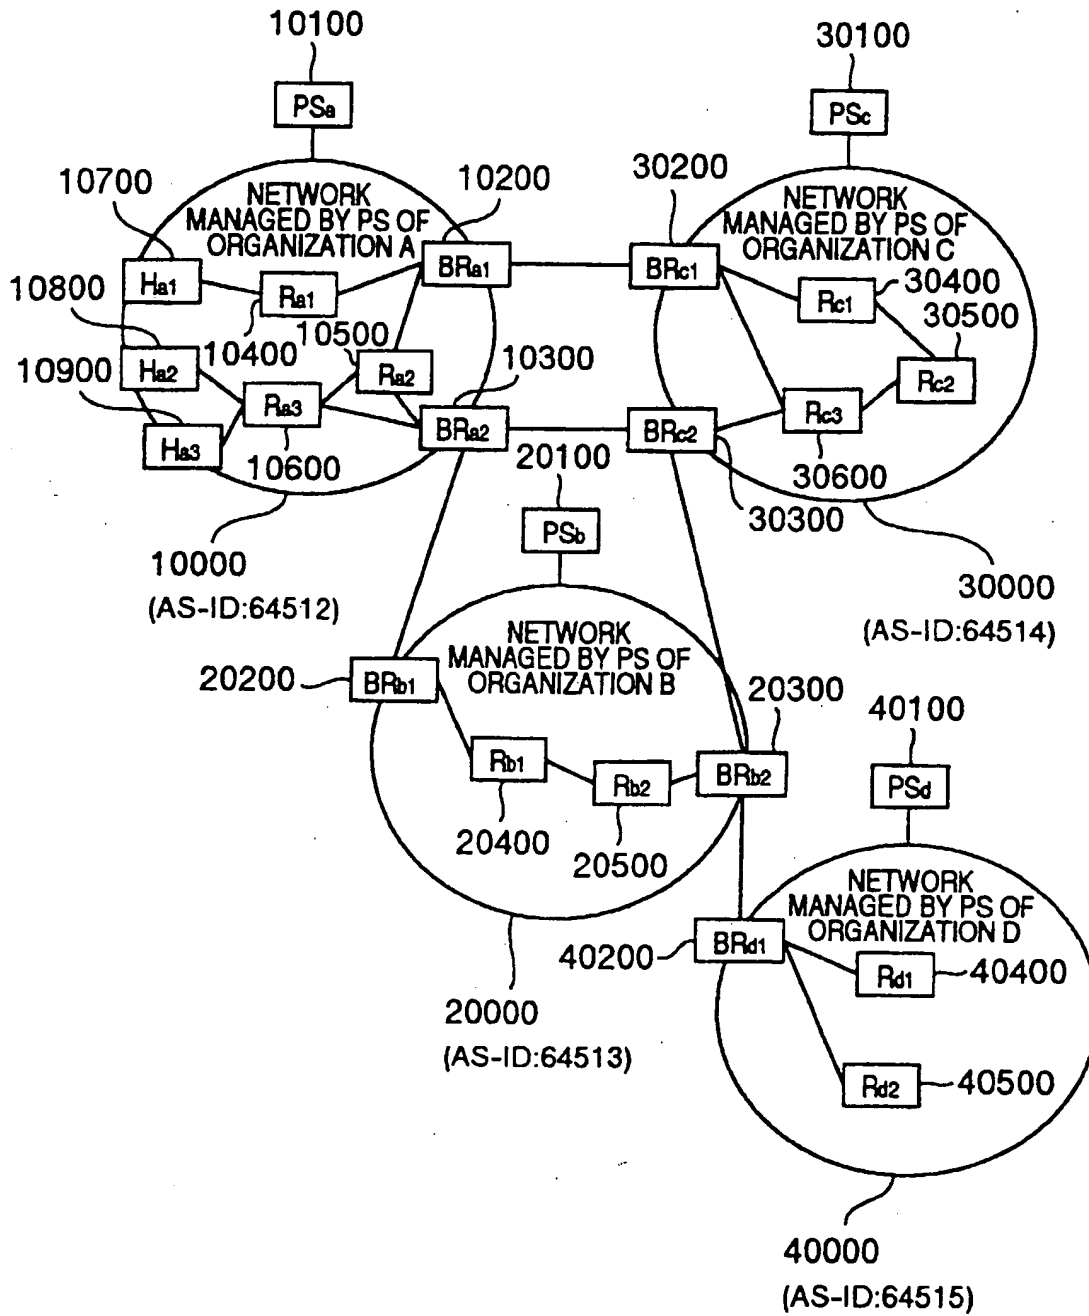 10100
30100
PSa
PSc
10700
10200
30200
NETWORK
MANAGED BY PS OF
ORGANIZATION A
NETWORK
MANAGED BY PS OF
ORGANIZATION C
Ha1
BRa1
BRc1
30400
10800
Ra1
Rc1
30500
10500
10400
10300
10900
Ha2
Ra2
Rc2
Ra3
Rc3
Ha3
BRa2
BRc2
10600
20100
30600
30300
PSb
10000
(AS-ID:64512)
30000
(AS-ID:64514)
NETWORK
MANAGED BY PS OF
ORGANIZATION B
20200
BRb1
20300
40100
Rb1
Rb2
BRb2
PSd
20400
20500
NETWORK
MANAGED BY PS OF
ORGANIZATION D
40200
BRd1
Rd1
40400
20000
(AS-ID:64513)
Rd2
40500
40000
(AS-ID:64515)